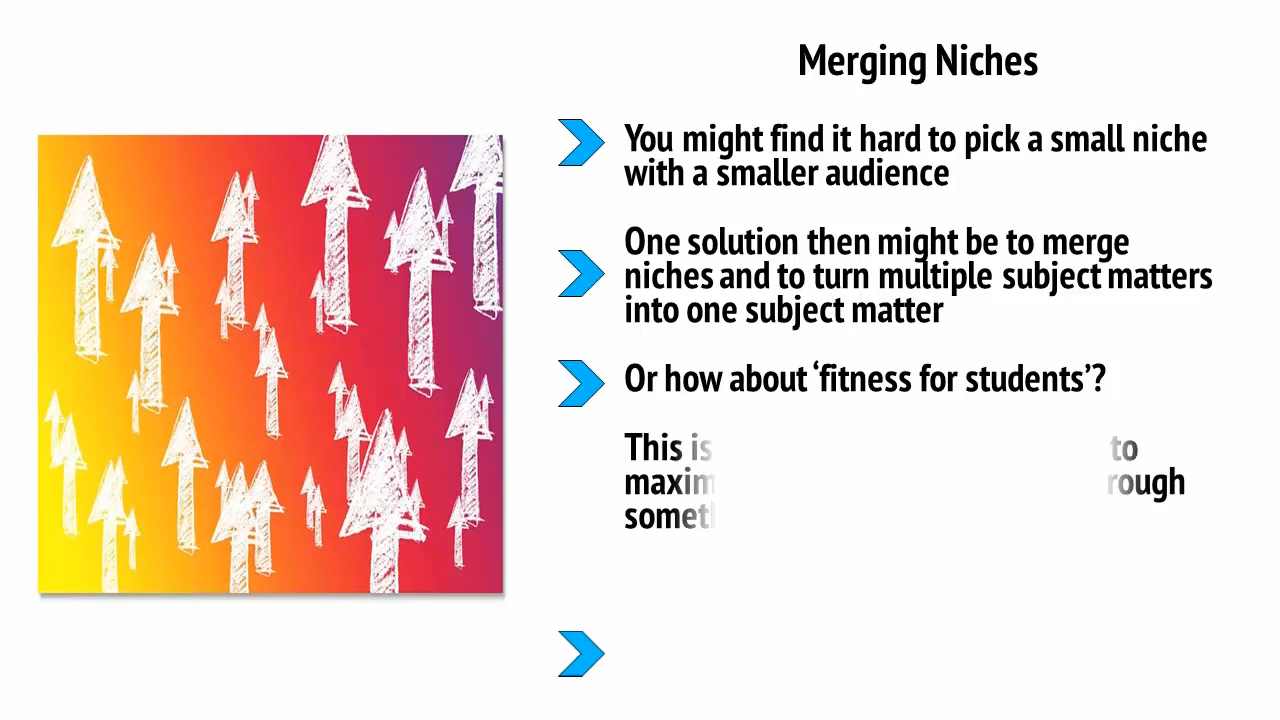 Merging Niches
You might find it hard to pick a small niche
with a smaller audience
One solution then might be to merge
niches and to turn multiple subject matters
into one subject matter
Or how about ‘fitness for students’?
This is to